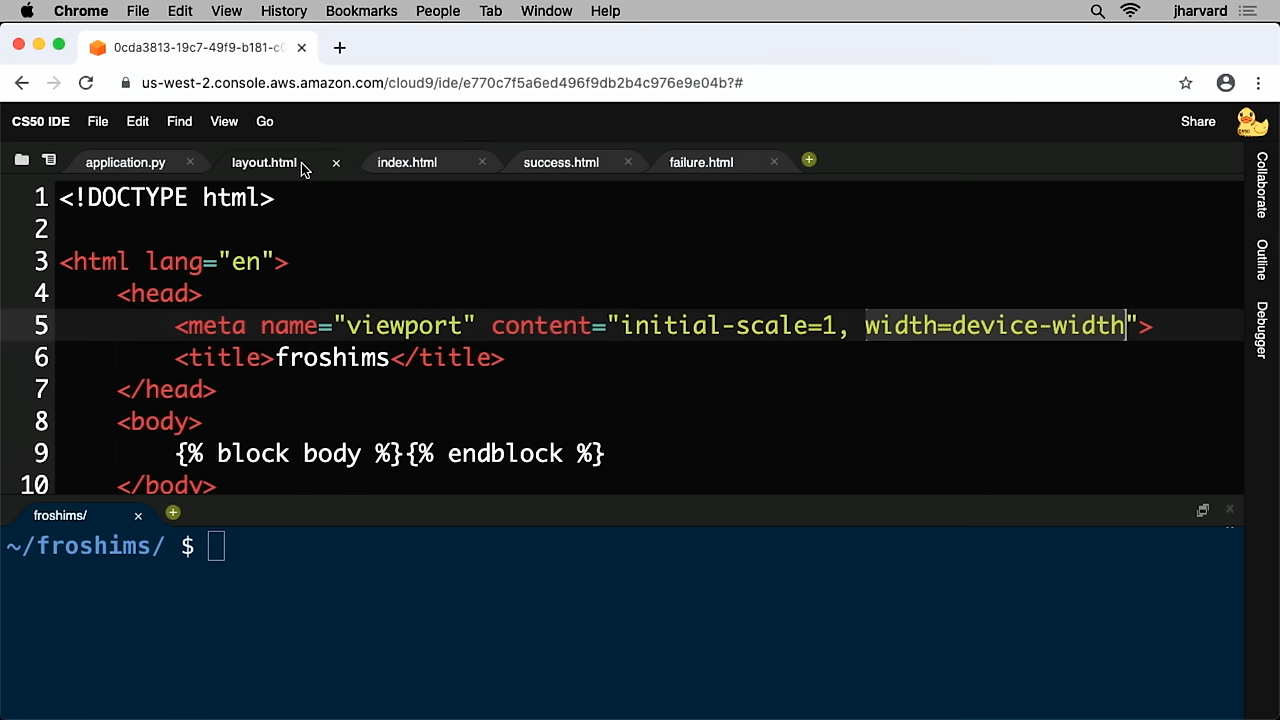 Chrome File Edit View History Bookmarks People Tab Window Help jharvard
0cda3813-19c7-49f9-b181-c0
us-west-2.console.aws.amazon.com/cloud9/ide/e770c7f5a6ed496f9db2b4c976e9e04b?#
CS50 IDE File Edit Find View Go Share
application.py layout.html index.html success.html failure.html
1 <!DOCTYPE html>
2
3 <html lang="en">
4 <head>
5 <meta name="viewport" content="initial-scale=1, width=device-width">
6 <title>froshims</title>
7 </head>
8 <body>
9 {% block body %}{% endblock %}
10 </body>
froshims/
~/froshims/ $
Collaborate
Outline
Debugger